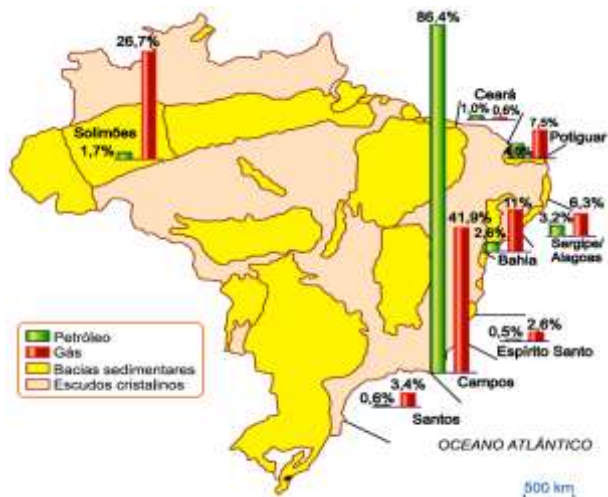 86,4%
26,7%
Solimões
1,7%
Ceará
1,0%
0,6%
7,5%
Potiguar
11%
2,6%
Bahia
6,3%
3,2%
Sergipe/
Alagoas
41,9%
2,6%
0,5%
Espírito Santo
Campos
3,4%
0,6%
Santos
Petróleo
Gás
Bacias sedimentares
Escudos cristalinos
OCEANO ATLÂNTICO
500 km